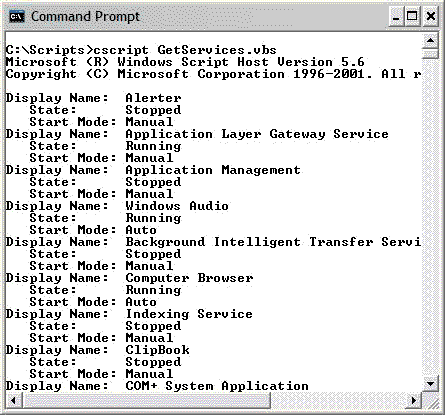 Command Prompt
C:\Scripts>cscript GetServices.vbs
Microsoft (R) Windows Script Host Version 5.6
Copyright (C) Microsoft Corporation 1996-2001. All r
Display Name:  Alerter
   State:      Stopped
   Start Mode: Manual
Display Name:  Application Layer Gateway Service
   State:      Running
   Start Mode: Manual
Display Name:  Application Management
   State:      Stopped
   Start Mode: Manual
Display Name:  Windows Audio
   State:      Running
   Start Mode: Auto
Display Name:  Background Intelligent Transfer Servi
   State:      Stopped
   Start Mode: Manual
Display Name:  Computer Browser
   State:      Running
   Start Mode: Auto
Display Name:  Indexing Service
   State:      Stopped
   Start Mode: Manual
Display Name:  ClipBook
   State:      Stopped
   Start Mode: Manual
Display Name:  COM+ System Application